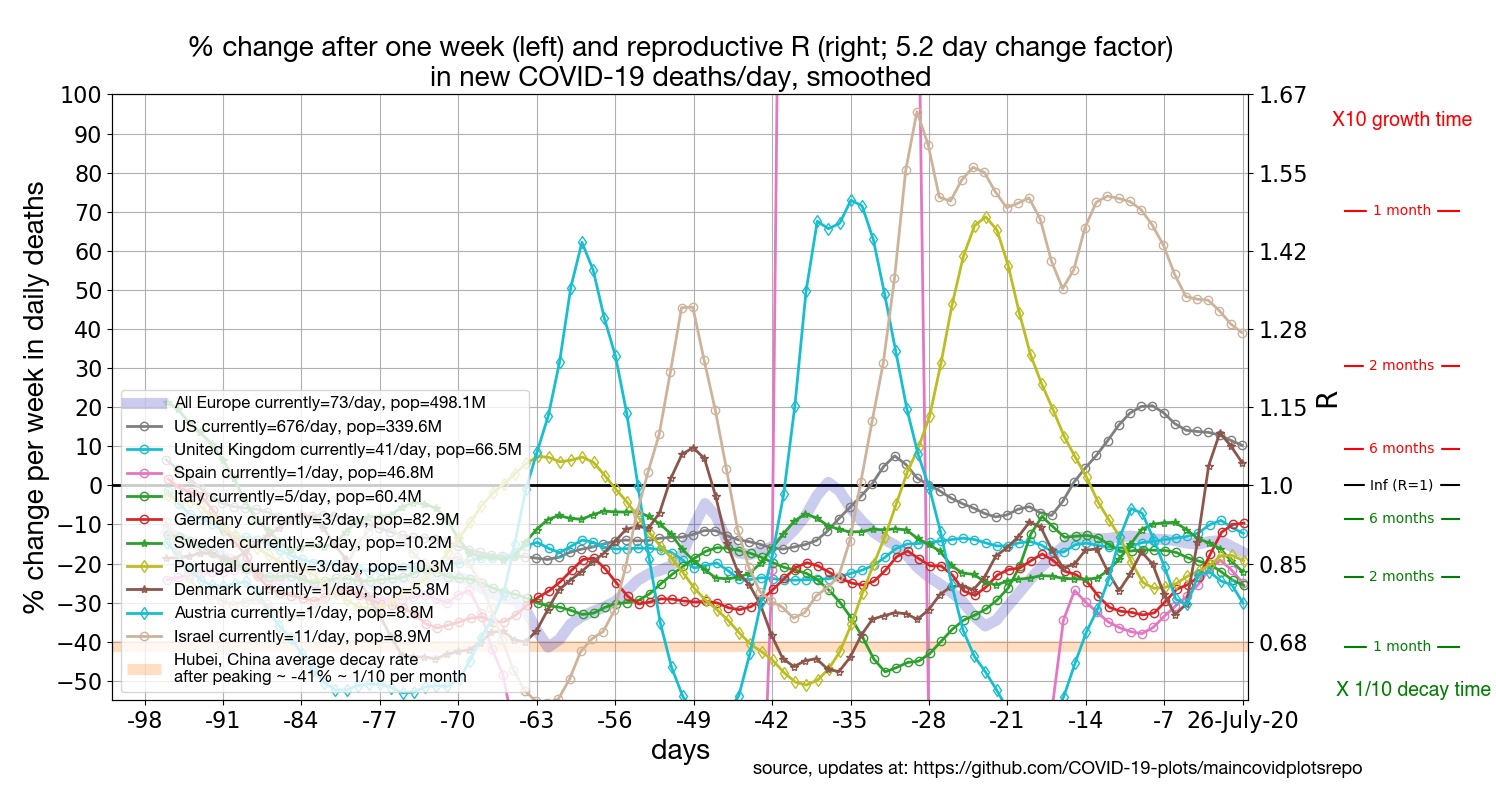 % change after one week (left) and reproductive R (right; 5.2 day change factor)
in new COVID-19 deaths/day, smoothed
% change per week in daily deaths
100
90
80
70
60
50
40
30
20
10
0
−10
−20
−30
−40
−50
All Europe currently=73/day, pop=498.1M
US currently=676/day, pop=339.6M
United Kingdom currently=41/day, pop=66.5M
Spain currently=1/day, pop=46.8M
Italy currently=5/day, pop=60.4M
Germany currently=3/day, pop=82.9M
Sweden currently=3/day, pop=10.2M
Portugal currently=3/day, pop=10.3M
Denmark currently=1/day, pop=5.8M
Austria currently=1/day, pop=8.8M
Israel currently=11/day, pop=8.9M
Hubei, China average decay rate
after peaking ~ -41% ~ 1/10 per month
-98 -91 -84 -77 -70 -63 -56 -49 -42 -35 -28 -21 -14 -7 26-July-20
days
1.67
1.55
1.42
1.28
1.15
1.0
0.85
0.68
R
X10 growth time
1 month
2 months
6 months
Inf (R=1)
6 months
2 months
1 month
X 1/10 decay time
source, updates at: https://github.com/COVID-19-plots/maincovidplotsrepo